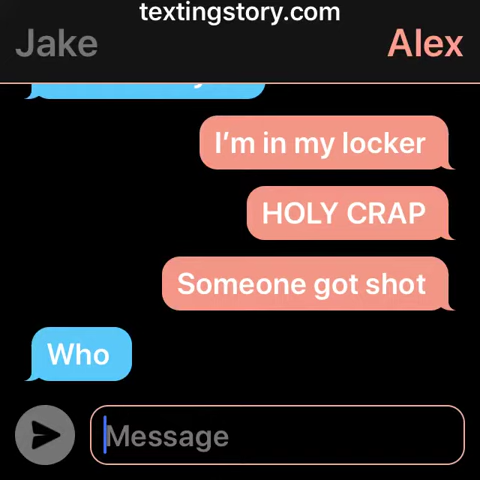 textingstory.com
Jake
Alex
I'm in my locker
HOLY CRAP
Someone got shot
Who
Message